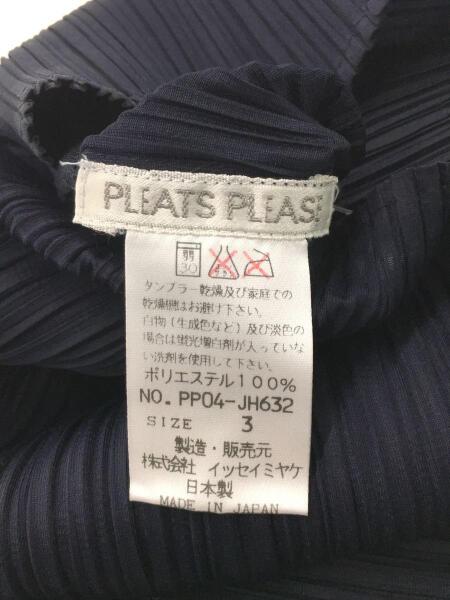 PLEATS PLEASE
弱
30
タンブラー乾燥及び家庭での
乾燥機はお避け下さい。
白物(生成色など)及び淡色の
場合は蛍光増白剤が入っていな
い洗剤を使用して下さい。
ポリエステル100%
NO. PP04-JH632
SIZE 3
製造・販売元
株式会社 イッセイミヤケ
日本製
MADE IN JAPAN